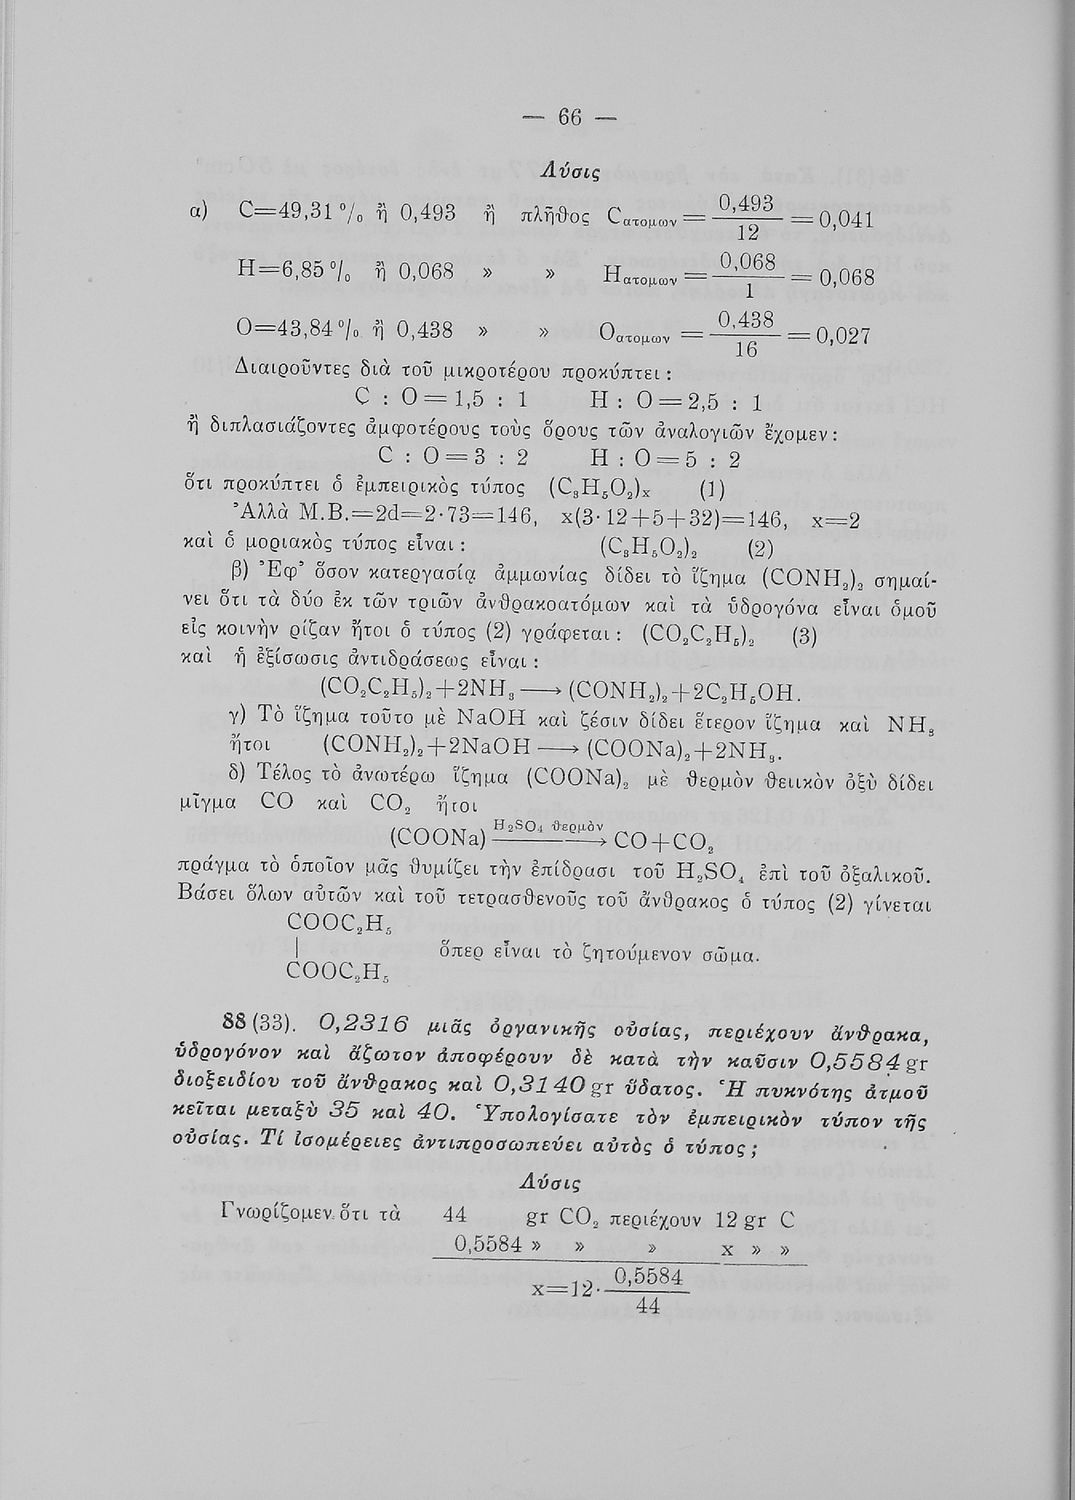 — 66 —
Λύσις
α) C=49,31 % ἤ 0,493 ἤ πλῆθος Cατομων = 0,493/12 = 0,041
H=6,85 % ἤ 0,068 » » Hατομων = 0,068/1 = 0,068
O=43,84 % ἤ 0,438 » » Oατομων = 0,438/16 = 0,027
Διαιροῦντες διὰ τοῦ μικροτέρου προκύπτει :
C : O = 1,5 : 1 H : O = 2,5 : 1
ἤ διπλασιάζοντες ἀμφοτέρους τοὺς ὅρους τῶν ἀναλογιῶν ἔχομεν :
C : O = 3 : 2 H : O = 5 : 2
ὅτι προκύπτει ὁ ἐμπειρικὸς τύπος (C₃H₅O₂)ₓ (1)
Ἀλλὰ Μ.Β.=2d=2·73=146, x(3·12+5+32)=146, x=2
καὶ ὁ μοριακὸς τύπος εἶναι : (C₃H₅O₂)₂ (2)
β) Ἐφ' ὅσον κατεργασίᾳ ἀμμωνίας δίδει τὸ ἵζημα (CONH₂)₂ σημαί-
νει ὅτι τὰ δύο ἐκ τῶν τριῶν ἀνθρακοατόμων καὶ τὰ ὑδρογόνα εἶναι ὁμοῦ
εἰς κοινὴν ρίζαν ἤτοι ὁ τύπος (2) γράφεται : (CO₂C₂H₅)₂ (3)
καὶ ἡ ἐξίσωσις ἀντιδράσεως εἶναι :
(CO₂C₂H₅)₂+2NH₃ ⟶ (CONH₂)₂+2C₂H₅OH.
γ) Τὸ ἵζημα τοῦτο μὲ NaOH καὶ ζέσιν δίδει ἕτερον ἵζημα καὶ NH₃
ἤτοι (CONH₂)₂+2NaOH ⟶ (COONa)₂+2NH₃.
δ) Τέλος τὸ ἀνωτέρω ἵζημα (COONa)₂ μὲ θερμὸν θειικὸν ὀξὺ δίδει
μῖγμα CO καὶ CO₂ ἤτοι
(COONa) —H₂SO₄ θερμὸν→ CO+CO₂
πράγμα τὸ ὁποῖον μᾶς θυμίζει τὴν ἐπίδρασι τοῦ H₂SO₄ ἐπὶ τοῦ ὀξαλικοῦ.
Βάσει ὅλων αὐτῶν καὶ τοῦ τετρασθενοῦς τοῦ ἄνθρακος ὁ τύπος (2) γίνεται
COOC₂H₅
| ὅπερ εἶναι τὸ ζητούμενον σῶμα.
COOC₂H₅
88 (33). 0,2316 μιᾶς ὀργανικῆς οὐσίας, περιέχουν ἄνθρακα,
ὑδρογόνον καὶ ἄζωτον ἀποφέρουν δὲ κατὰ τὴν καῦσιν 0,5584 gr
διοξειδίου τοῦ ἄνθρακος καὶ 0,3140 gr ὕδατος. Ἡ πυκνότης ἀτμοῦ
κεῖται μεταξὺ 35 καὶ 40. Ὑπολογίσατε τὸν ἐμπειρικὸν τύπον τῆς
οὐσίας. Τί ἰσομέρειες ἀντιπροσωπεύει αὐτὸς ὁ τύπος ;
Λύσις
Γνωρίζομεν ὅτι τὰ 44 gr CO₂ περιέχουν 12 gr C
0,5584 » » » x » »
x=12· 0,5584/44